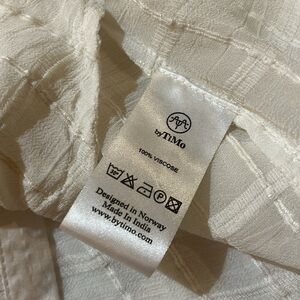 byTiMo
100% VISCOSE
Designed in Norway
Made in India
www.bytimo.com